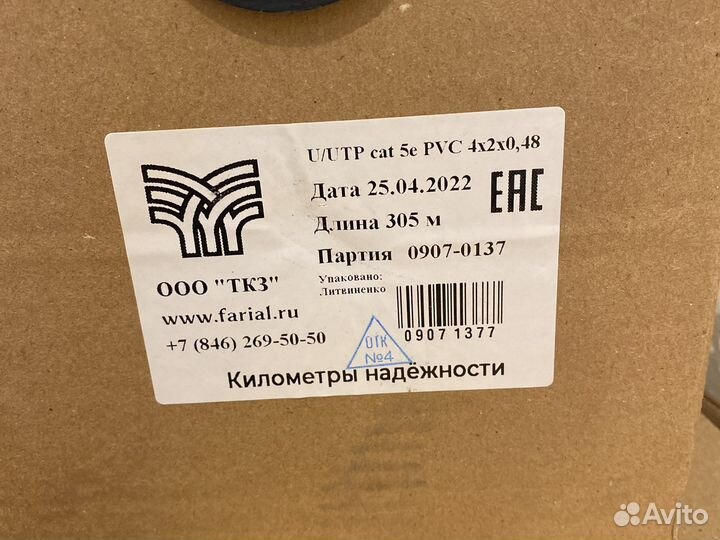 U/UTP cat 5e PVC 4x2x0,48
Дата 25.04.2022
EAC
Длина 305 м
Партия 0907-0137
Упаковано:
Литвиненко
ООО "ТКЗ"
www.farial.ru
+7 (846) 269-50-50
0907 1377
ОТК
№4
Километры надёжности
Avito